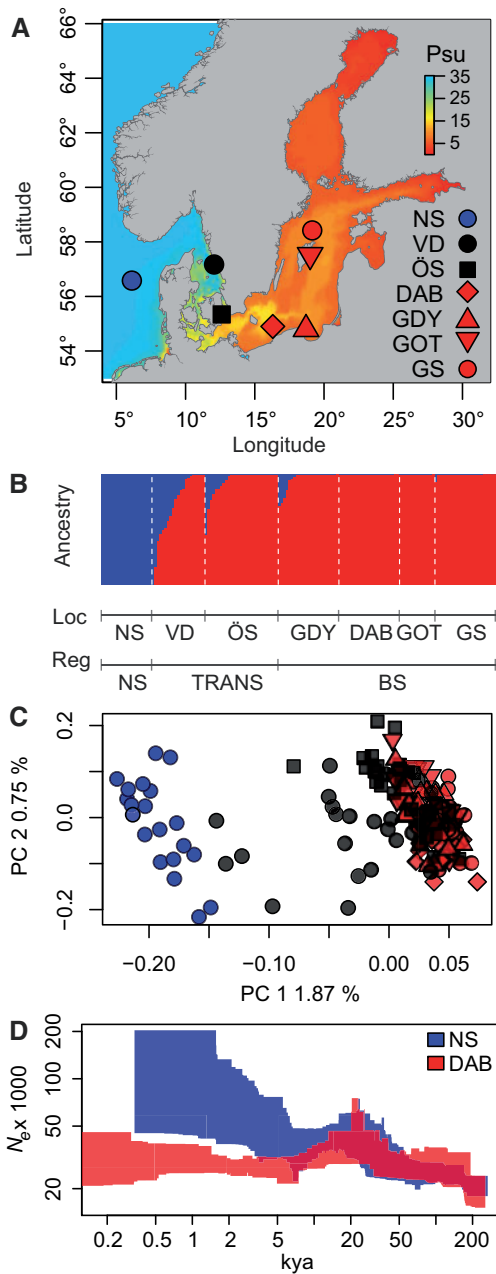 A
66°
64°
62°
60°
58°
56°
54°
Latitude
Psu
35
25
15
5
NS
VD
ÖS
DAB
GDY
GOT
GS
5° 10° 15° 20° 25° 30°
Longitude
B
Ancestry
Loc
NS VD ÖS GDY DAB GOT GS
Reg
NS TRANS BS
C
0.2
0.0
−0.2
PC 2 0.75 %
−0.20 −0.10 0.00 0.05
PC 1 1.87 %
D
200
100
50
20
Nex 1000
NS
DAB
0.2 0.5 1 2 5 20 50 200
kya